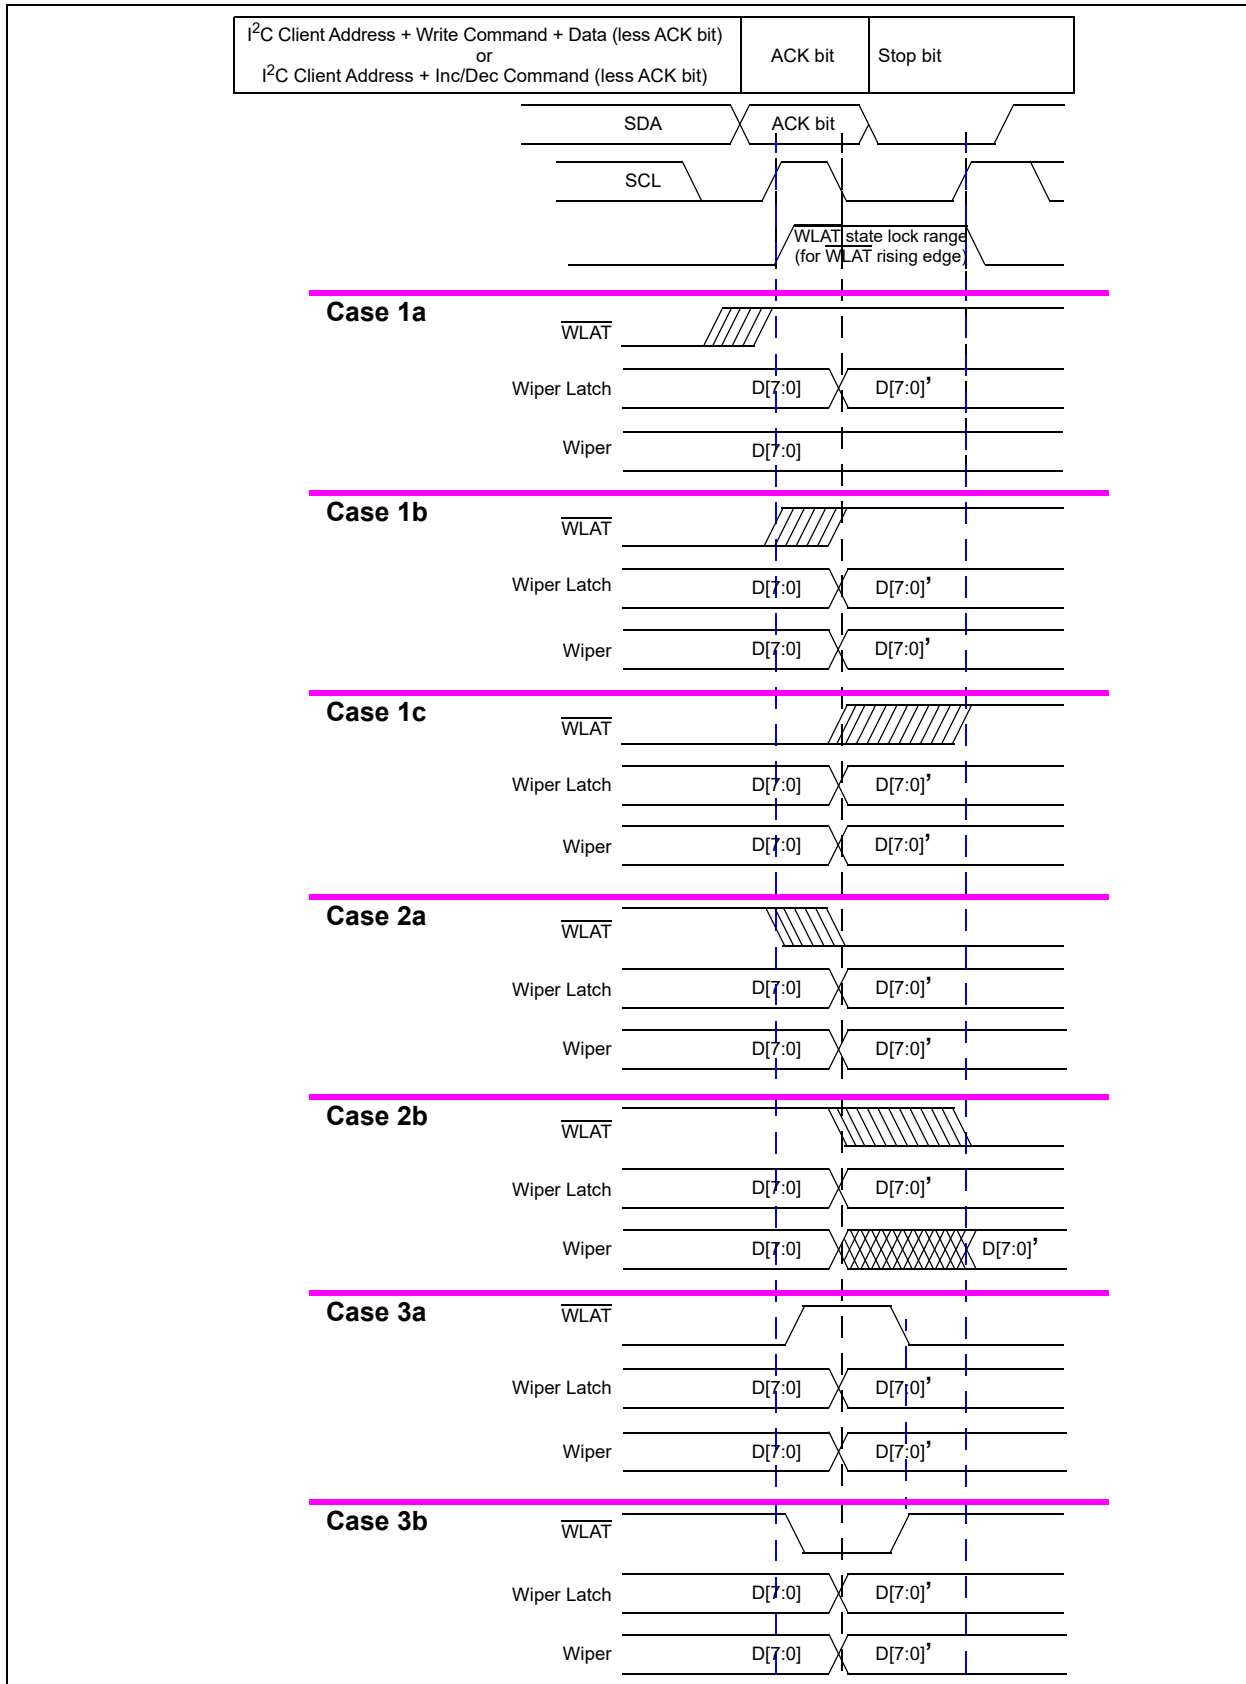 I²C Client Address + Write Command + Data (less ACK bit)
or
I²C Client Address + Inc/Dec Command (less ACK bit)
ACK bit
Stop bit
SDA
ACK bit
SCL
WLAT state lock range
(for WLAT rising edge)
Case 1a
WLAT
Wiper Latch
D[7:0]
D[7:0]’
Wiper
D[7:0]
Case 1b
WLAT
Wiper Latch
D[7:0]
D[7:0]’
Wiper
D[7:0]
D[7:0]’
Case 1c
WLAT
Wiper Latch
D[7:0]
D[7:0]’
Wiper
D[7:0]
D[7:0]’
Case 2a
WLAT
Wiper Latch
D[7:0]
D[7:0]’
Wiper
D[7:0]
D[7:0]’
Case 2b
WLAT
Wiper Latch
D[7:0]
D[7:0]’
Wiper
D[7:0]
D[7:0]’
Case 3a
WLAT
Wiper Latch
D[7:0]
D[7:0]’
Wiper
D[7:0]
D[7:0]’
Case 3b
WLAT
Wiper Latch
D[7:0]
D[7:0]’
Wiper
D[7:0]
D[7:0]’